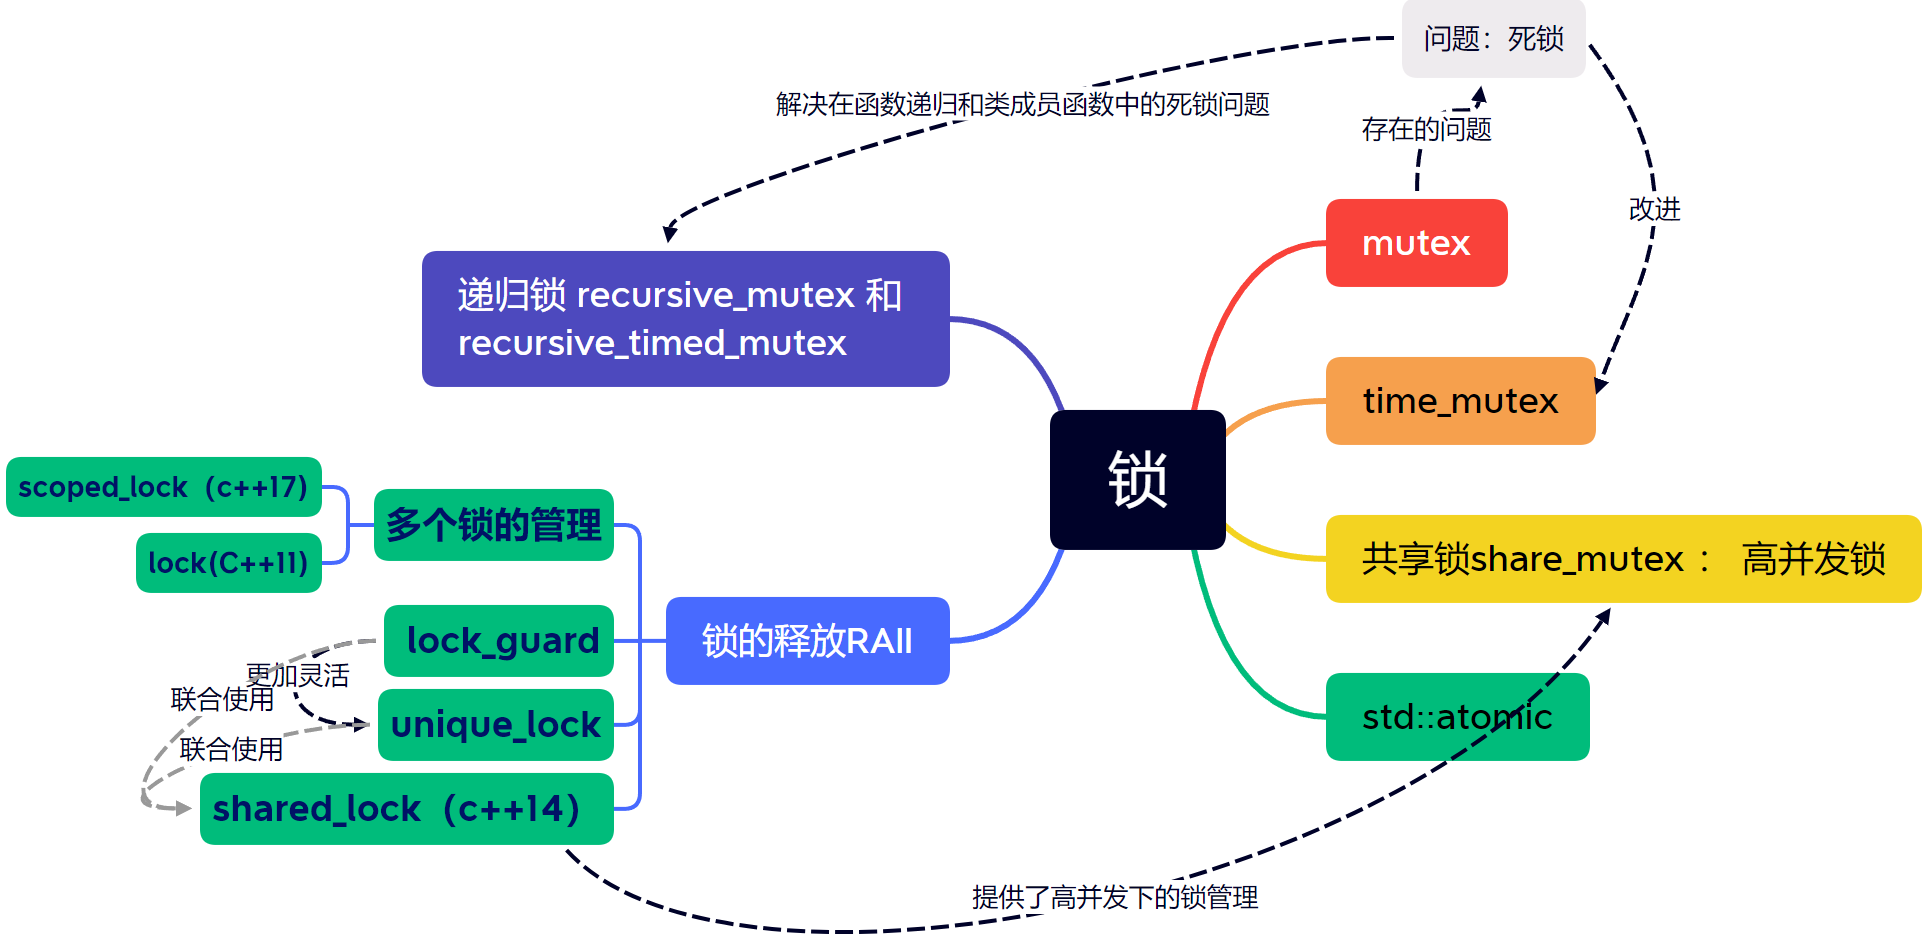 问题：死锁
解决在函数递归和类成员函数中的死锁问题
存在的问题
改进
mutex
递归锁 recursive_mutex 和
recursive_timed_mutex
time_mutex
锁
scoped_lock（c++17)
多个锁的管理
lock(C++11)
共享锁share_mutex ： 高并发锁
lock_guard
锁的释放RAII
更加灵活
联合使用
unique_lock
std::atomic
联合使用
shared_lock（c++14）
提供了高并发下的锁管理